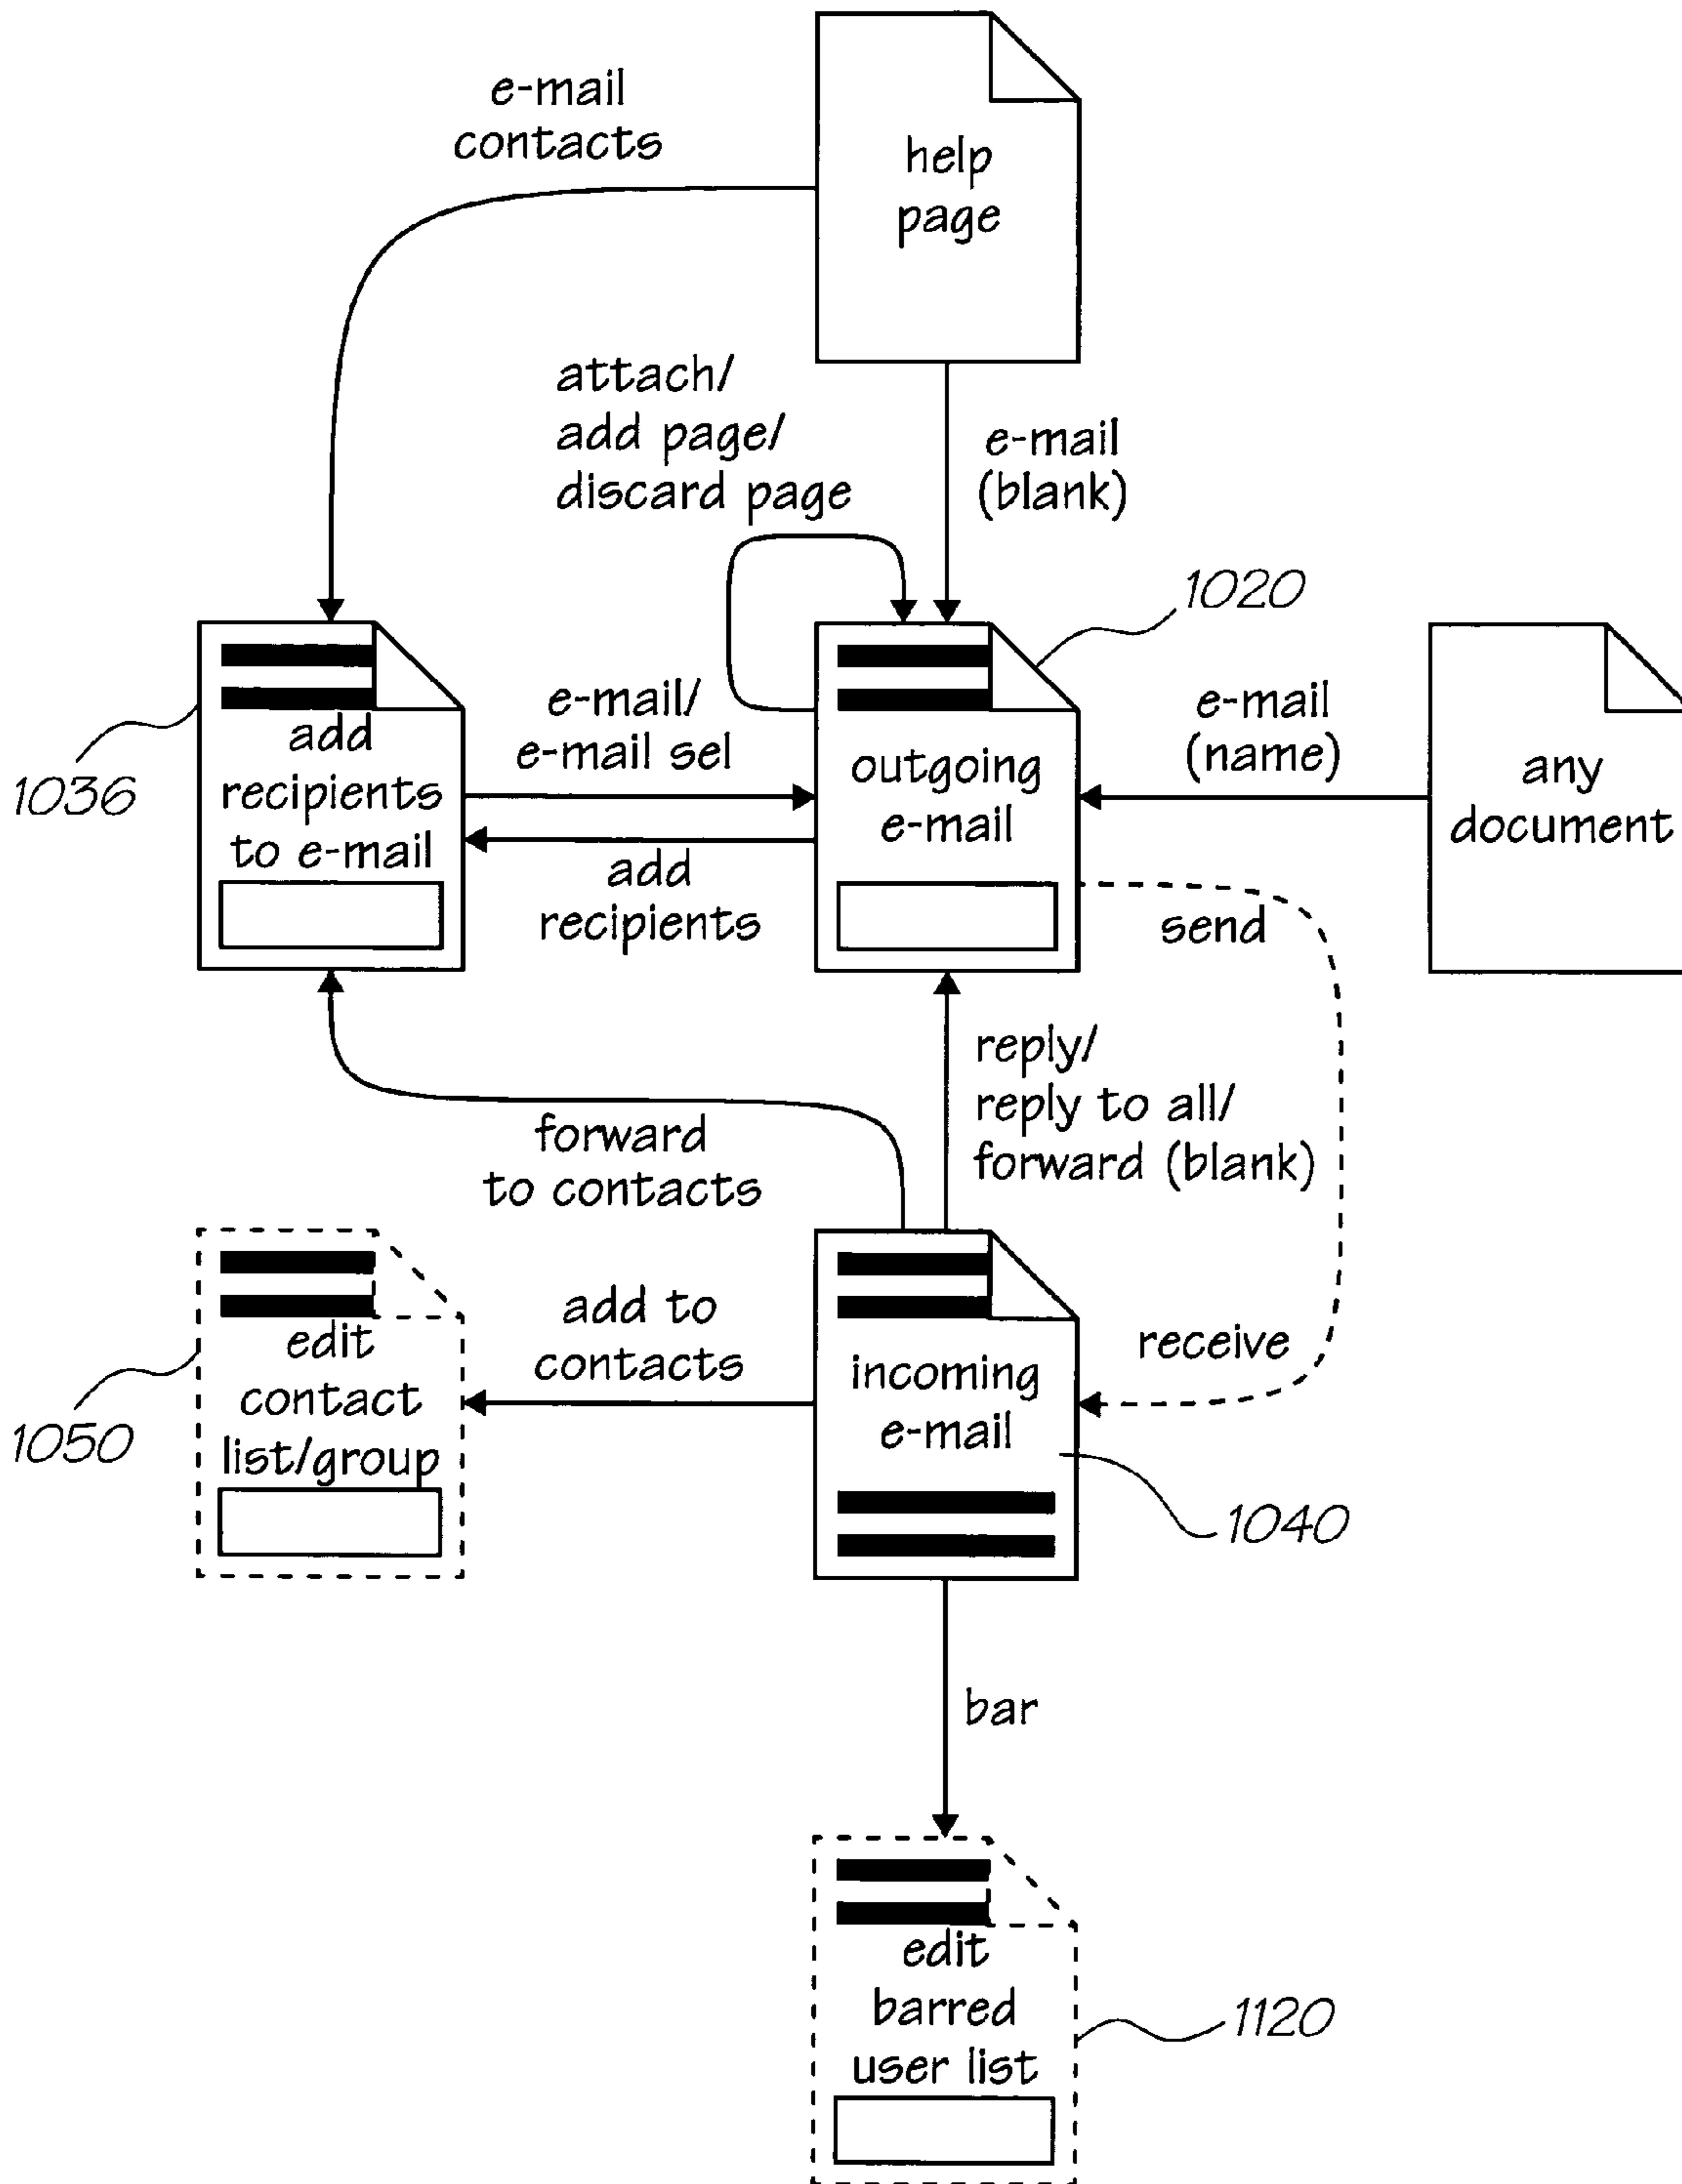 e-mail
contacts
help
page
attach/
add page/
discard page
e-mail
(blank)
1020
1036
add
recipients
to e-mail
e-mail/
e-mail sel
add
recipients
outgoing
e-mail
e-mail
(name)
any
document
send
reply/
reply to all/
forward (blank)
forward
to contacts
1050
edit
contact
list/group
add to
contacts
incoming
e-mail
receive
1040
bar
edit
barred
user list
1120